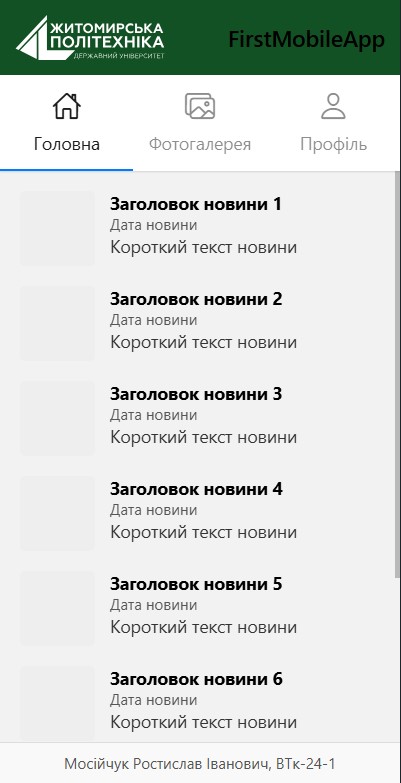 ЖИТОМИРСЬКА
ПОЛІТЕХНІКА
ДЕРЖАВНИЙ УНІВЕРСИТЕТ
FirstMobileApp
Головна Фотогалерея Профіль
Заголовок новини 1
Дата новини
Короткий текст новини
Заголовок новини 2
Дата новини
Короткий текст новини
Заголовок новини 3
Дата новини
Короткий текст новини
Заголовок новини 4
Дата новини
Короткий текст новини
Заголовок новини 5
Дата новини
Короткий текст новини
Заголовок новини 6
Дата новини
Короткий текст новини
Мосійчук Ростислав Іванович, ВТк-24-1